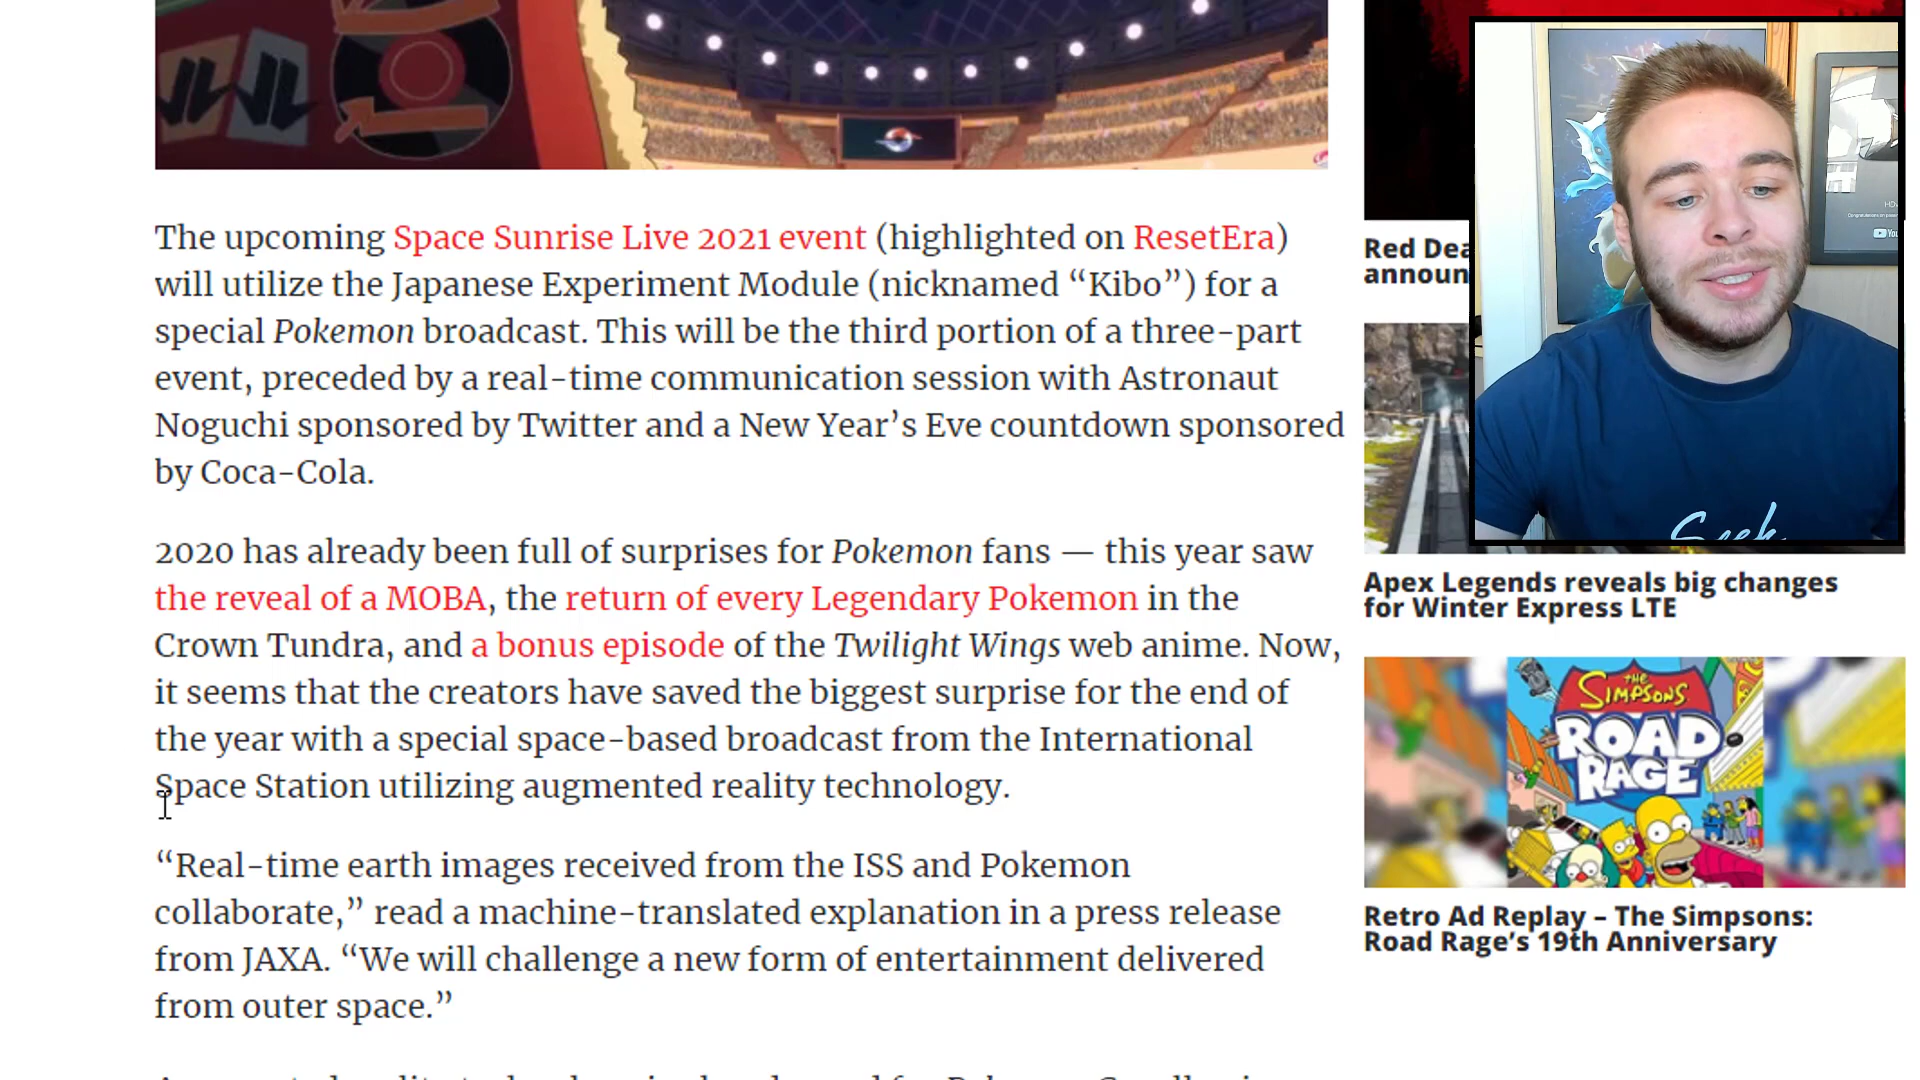 The upcoming Space Sunrise Live 2021 event (highlighted on ResetEra)
will utilize the Japanese Experiment Module (nicknamed “Kibo”) for a
special Pokemon broadcast. This will be the third portion of a three-part
event, preceded by a real-time communication session with Astronaut
Noguchi sponsored by Twitter and a New Year’s Eve countdown sponsored
by Coca-Cola.
2020 has already been full of surprises for Pokemon fans — this year saw
the reveal of a MOBA, the return of every Legendary Pokemon in the
Crown Tundra, and a bonus episode of the Twilight Wings web anime. Now,
it seems that the creators have saved the biggest surprise for the end of
the year with a special space-based broadcast from the International
Space Station utilizing augmented reality technology.
“Real-time earth images received from the ISS and Pokemon
collaborate,” read a machine-translated explanation in a press release
from JAXA. “We will challenge a new form of entertainment delivered
from outer space.”
Red Dea
announ
Seek
Apex Legends reveals big changes
for Winter Express LTE
THE
SIMPSONS
ROAD
RAGE
Retro Ad Replay – The Simpsons:
Road Rage’s 19th Anniversary